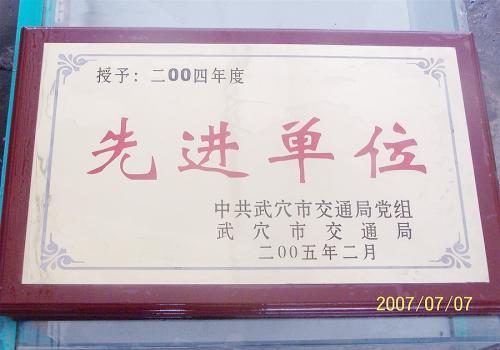 授予：二00四年度
先进单位
中共武穴市交通局党组
武穴市交通局
二00五年二月
2007/07/07